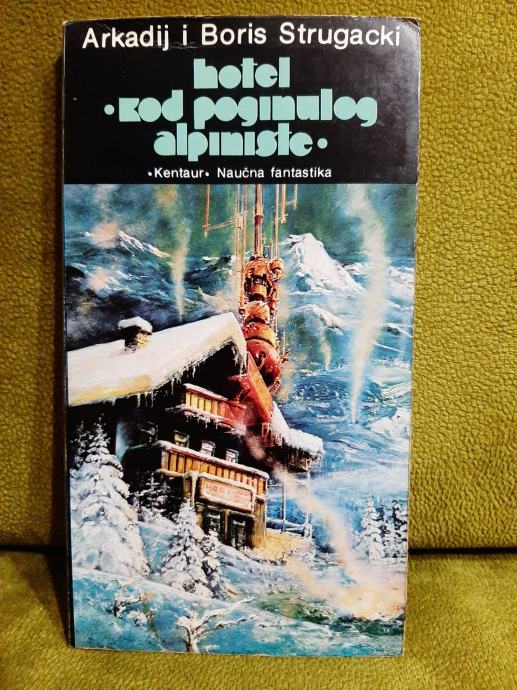 Arkadij i Boris Strugacki
hotel
•kod poginulog
alpiniste•
•Kentaur• Naučna fantastika